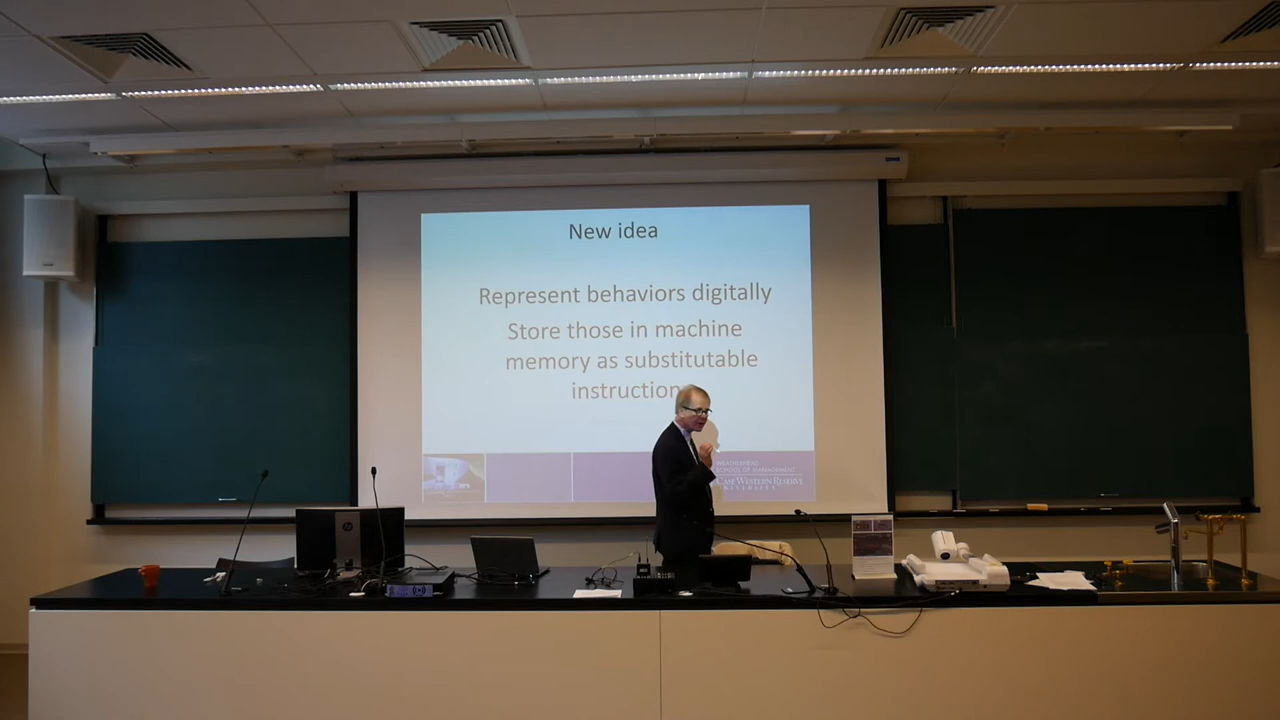 New idea
Represent behaviors digitally
Store those in machine
memory as substitutable
instruction
WEATHERHEAD
SCHOOL OF MANAGEMENT
CASE WESTERN RESERVE
UNIVERSITY
hp